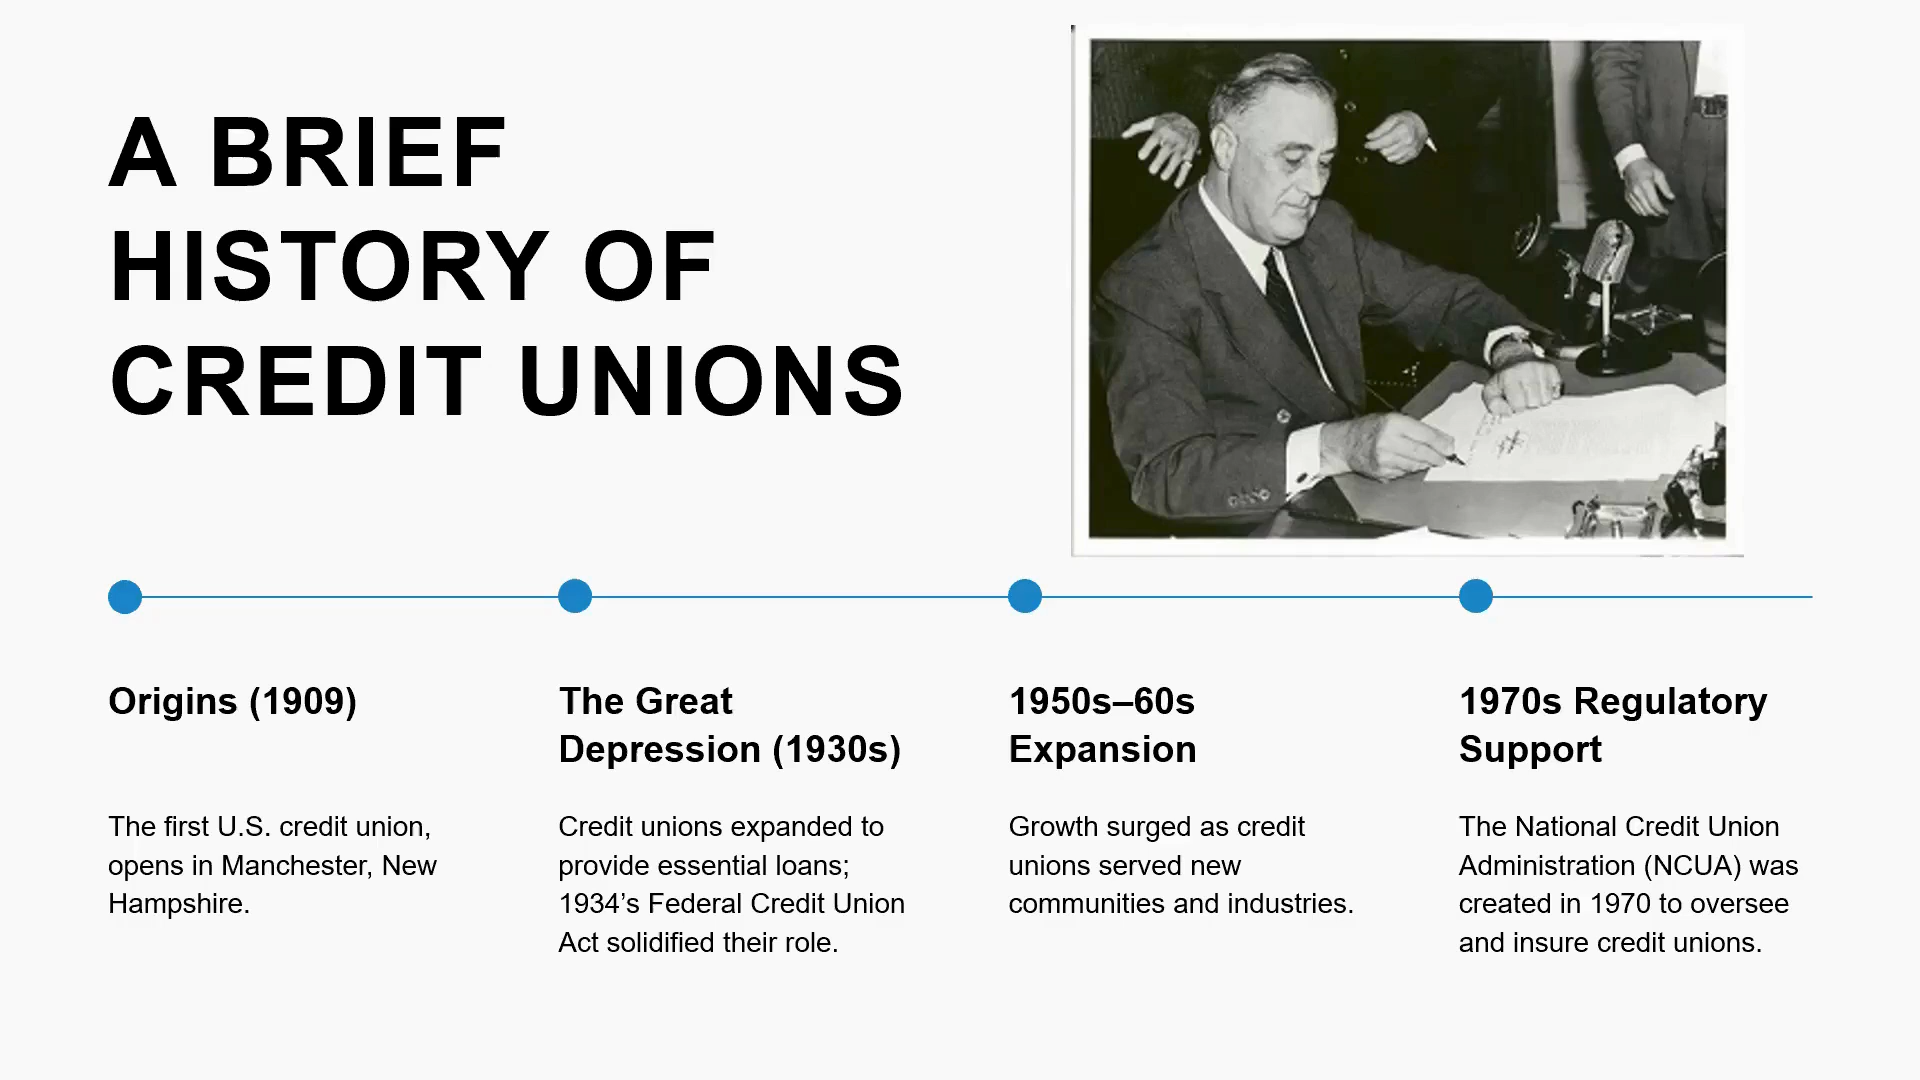 A BRIEF
HISTORY OF
CREDIT UNIONS
Origins (1909)
The first U.S. credit union,
opens in Manchester, New
Hampshire.
The Great
Depression (1930s)
Credit unions expanded to
provide essential loans;
1934’s Federal Credit Union
Act solidified their role.
1950s–60s
Expansion
Growth surged as credit
unions served new
communities and industries.
1970s Regulatory
Support
The National Credit Union
Administration (NCUA) was
created in 1970 to oversee
and insure credit unions.